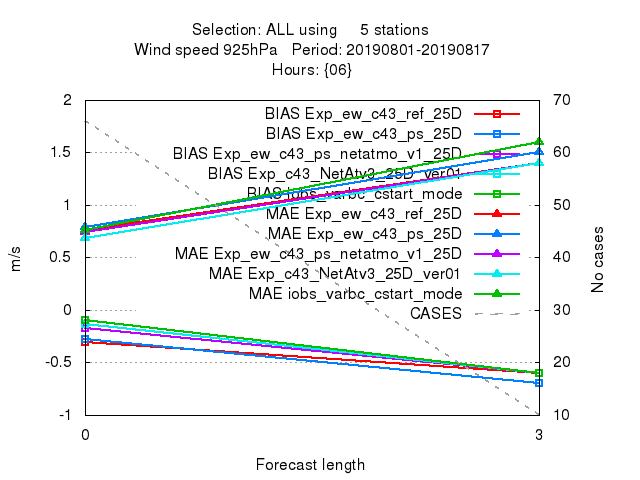 Selection: ALL using 5 stations
Wind speed 925hPa Period: 20190801-20190817
Hours: {06}
2 70
BIAS Exp_ew_c43_ref_25D
BIAS Exp_ew_c43_ps_25D
1.5 60
BIAS Exp_ew_c43_ps_netatmo_v1_25D
BIAS Exp_c43_NetAtv3_25D_ver01
BIAS iobs_varbc_cstart_mode
1 50
MAE Exp_ew_c43_ref_25D
MAE Exp_ew_c43_ps_25D
0.5 40
MAE Exp_ew_c43_ps_netatmo_v1_25D
MAE Exp_c43_NetAtv3_25D_ver01
MAE iobs_varbc_cstart_mode
0 30
CASES
-0.5 20
-1 10
m/s
No cases
0 3
Forecast length